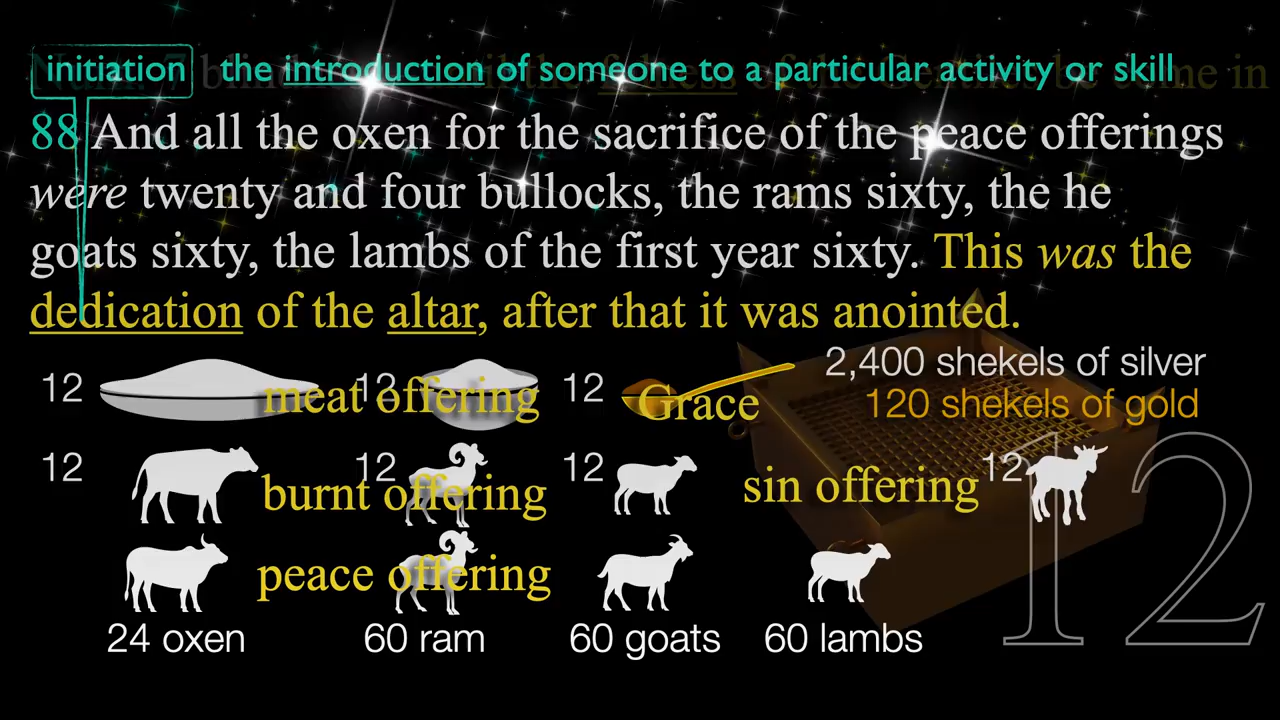 initiation the introduction of someone to a particular activity or skill
88 And all the oxen for the sacrifice of the peace offerings
were twenty and four bullocks, the rams sixty, the he
goats sixty, the lambs of the first year sixty. This was the
dedication of the altar, after that it was anointed.
2,400 shekels of silver
12 meat offering 12 12 Grace 120 shekels of gold
12 burnt offering 12 12 sin offering 12
peace offering
12
24 oxen 60 ram 60 goats 60 lambs